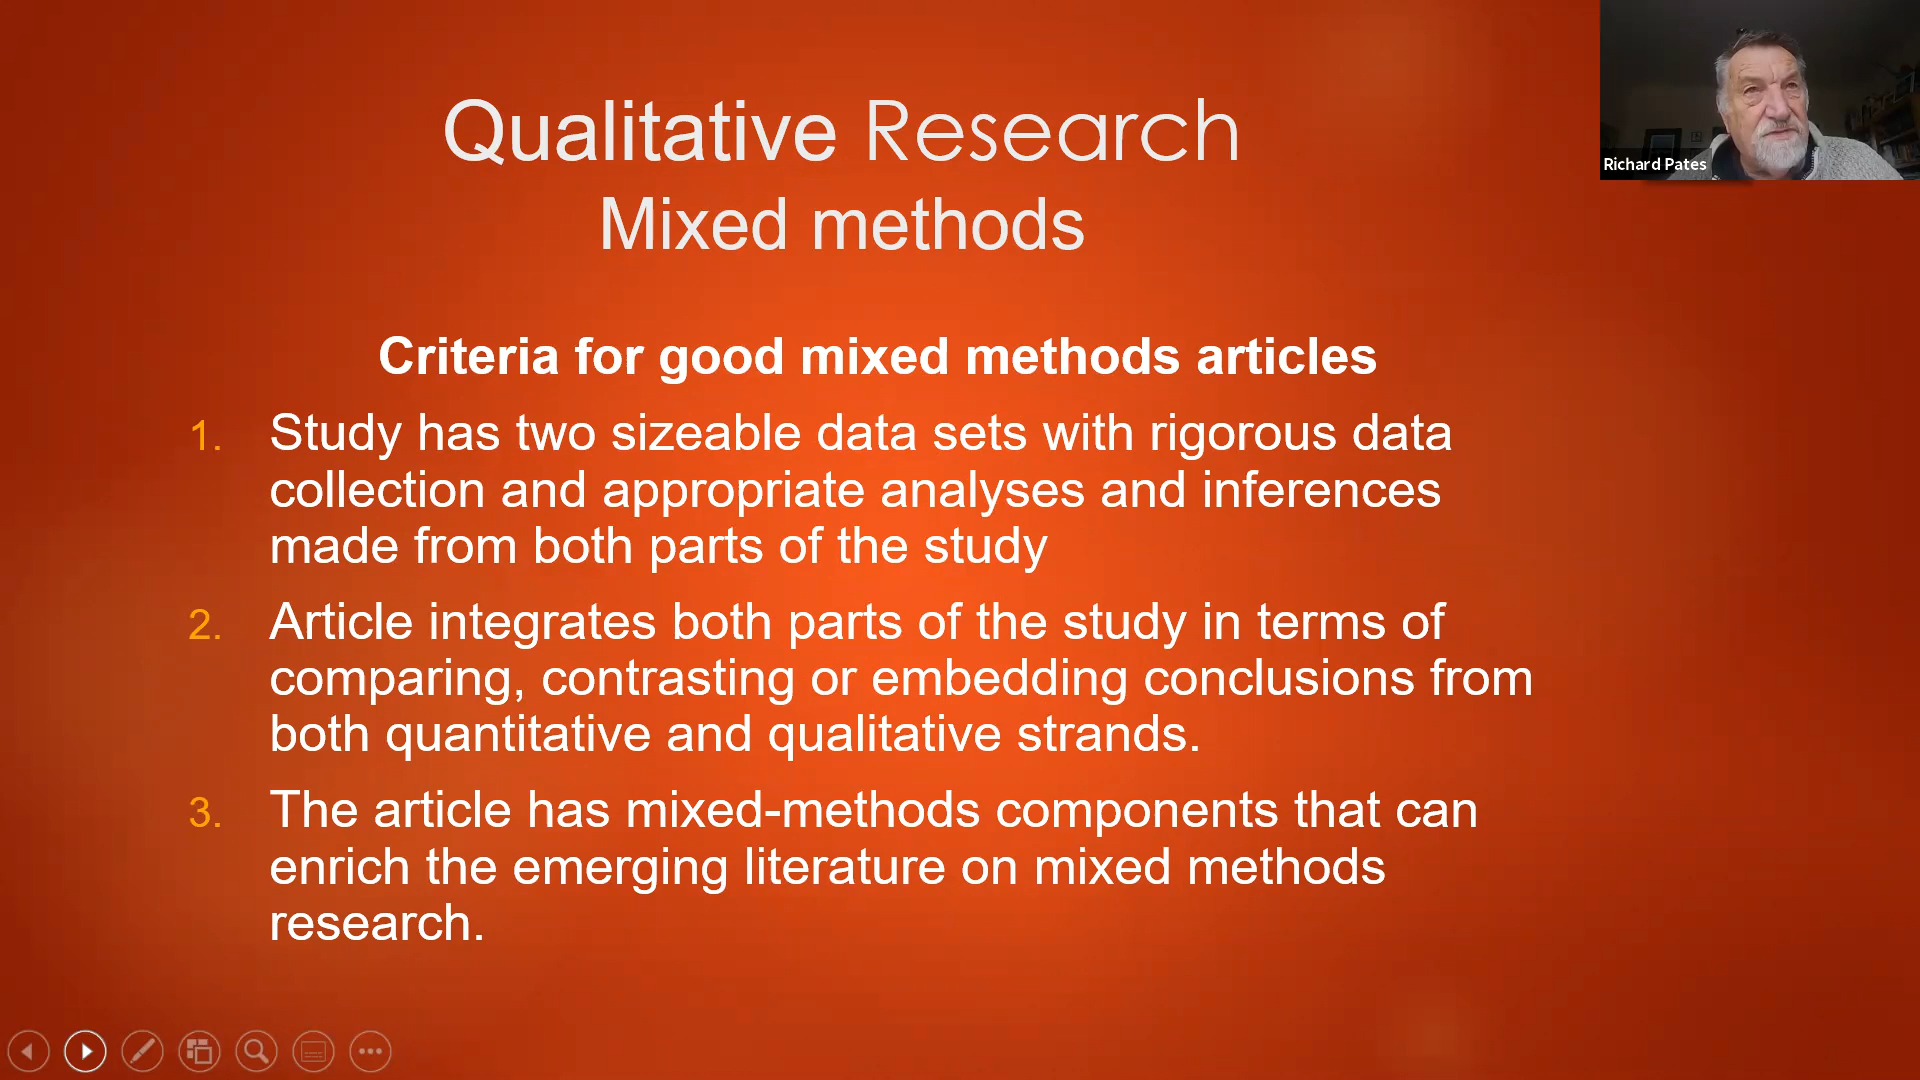 Qualitative Research
Mixed methods
Richard Pates
Criteria for good mixed methods articles
1. Study has two sizeable data sets with rigorous data
collection and appropriate analyses and inferences
made from both parts of the study
2. Article integrates both parts of the study in terms of
comparing, contrasting or embedding conclusions from
both quantitative and qualitative strands.
3. The article has mixed-methods components that can
enrich the emerging literature on mixed methods
research.